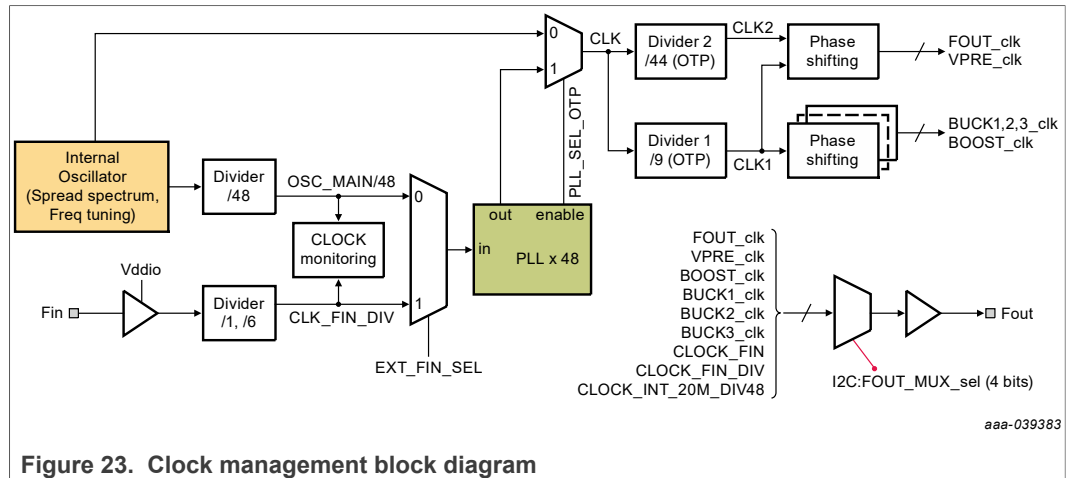 0
1
CLK
Divider 2
/44 (OTP)
CLK2
Phase
shifting
FOUT_clk
VPRE_clk
PLL_SEL_OTP
Divider 1
/9 (OTP)
CLK1
Phase
shifting
BUCK1,2,3_clk
BOOST_clk
Internal
Oscillator
(Spread spectrum,
Freq tuning)
Divider
/48
OSC_MAIN/48
0
CLOCK
monitoring
out
enable
in
PLL x 48
Vddio
Fin
Divider
/1, /6
CLK_FIN_DIV
1
EXT_FIN_SEL
FOUT_clk
VPRE_clk
BOOST_clk
BUCK1_clk
BUCK2_clk
BUCK3_clk
CLOCK_FIN
CLOCK_FIN_DIV
CLOCK_INT_20M_DIV48
Fout
I2C:FOUT_MUX_sel (4 bits)
aaa-039383
Figure 23. Clock management block diagram